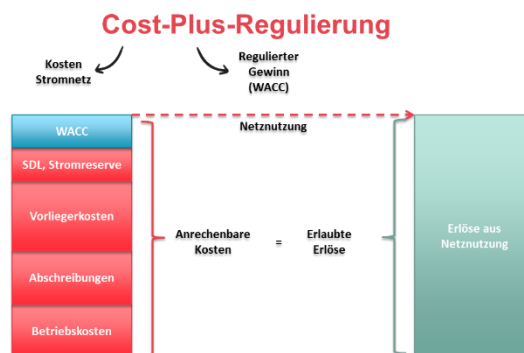 Cost-Plus-Regulierung
Kosten
Stromnetz
Regulierter
Gewinn
(WACC)
WACC
Netznutzung
SDL, Stromreserve
Vorliegerkosten
Anrechenbare
Kosten
=
Erlaubte
Erlöse
Erlöse aus
Netznutzung
Abschreibungen
Betriebskosten